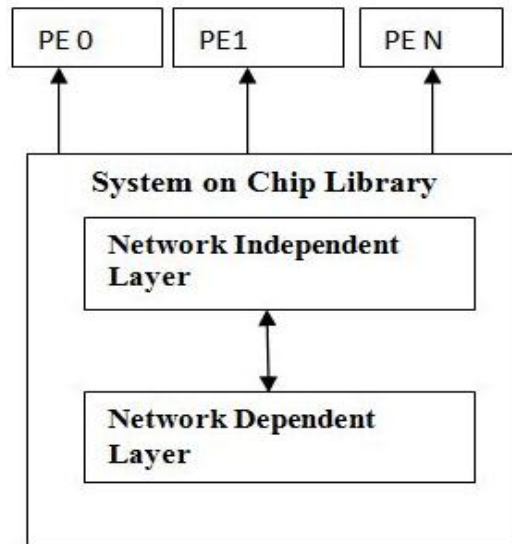 PE 0
PE1
PE N
System on Chip Library
Network Independent
Layer
Network Dependent
Layer